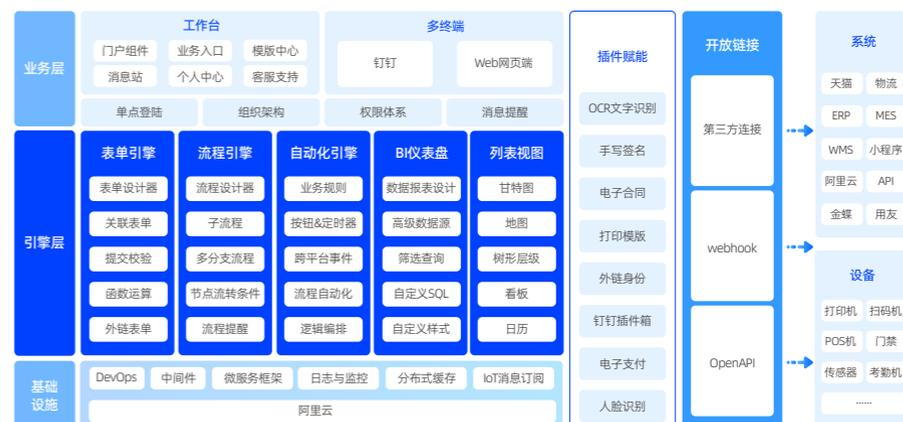 业务层
工作台
门户组件 业务入口 模版中心
消息站 个人中心 客服支持
多终端
钉钉 Web网页端
单点登陆 组织架构 权限体系 消息提醒
引擎层
表单引擎
表单设计器
关联表单
提交校验
函数运算
外链表单
流程引擎
流程设计器
子流程
多分支流程
节点流转条件
流程提醒
自动化引擎
业务规则
按钮&定时器
跨平台事件
流程自动化
逻辑编排
BI仪表盘
数据报表设计
高级数据源
筛选查询
自定义SQL
自定义样式
列表视图
甘特图
地图
树形层级
看板
日历
基础
设施
DevOps 中间件 微服务框架 日志与监控 分布式缓存 IoT消息订阅
阿里云
插件赋能
OCR文字识别
手写签名
电子合同
打印模版
外链身份
钉钉插件箱
电子支付
人脸识别
开放链接
第三方连接
webhook
OpenAPI
系统
天猫 物流
ERP MES
WMS 小程序
阿里云 API
金蝶 用友
设备
打印机 扫码机
POS机 门禁
传感器 考勤机
......